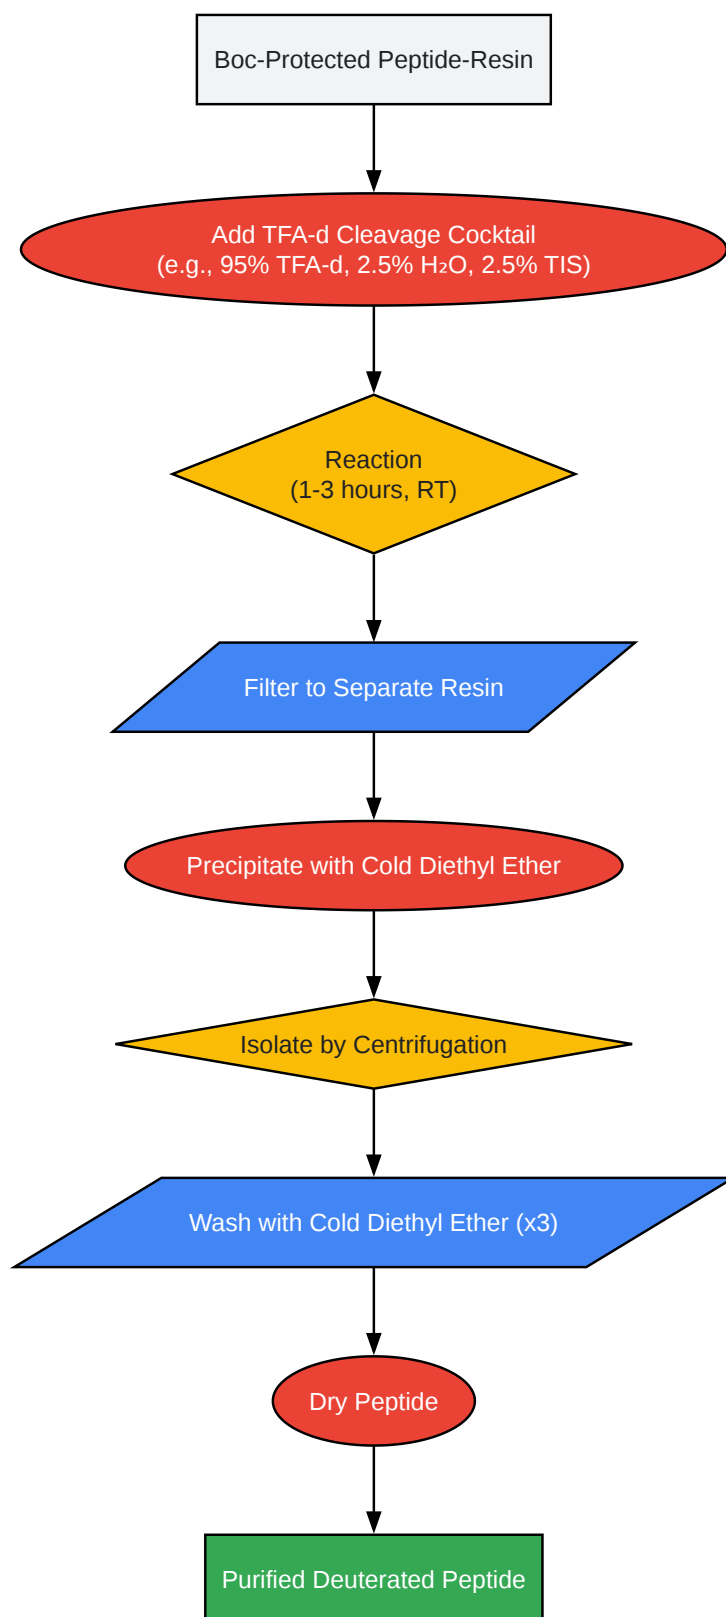 Boc-Protected Peptide-Resin
Add TFA-d Cleavage Cocktail
(e.g., 95% TFA-d, 2.5% H₂O, 2.5% TIS)
Reaction
(1-3 hours, RT)
Filter to Separate Resin
Precipitate with Cold Diethyl Ether
Isolate by Centrifugation
Wash with Cold Diethyl Ether (x3)
Dry Peptide
Purified Deuterated Peptide